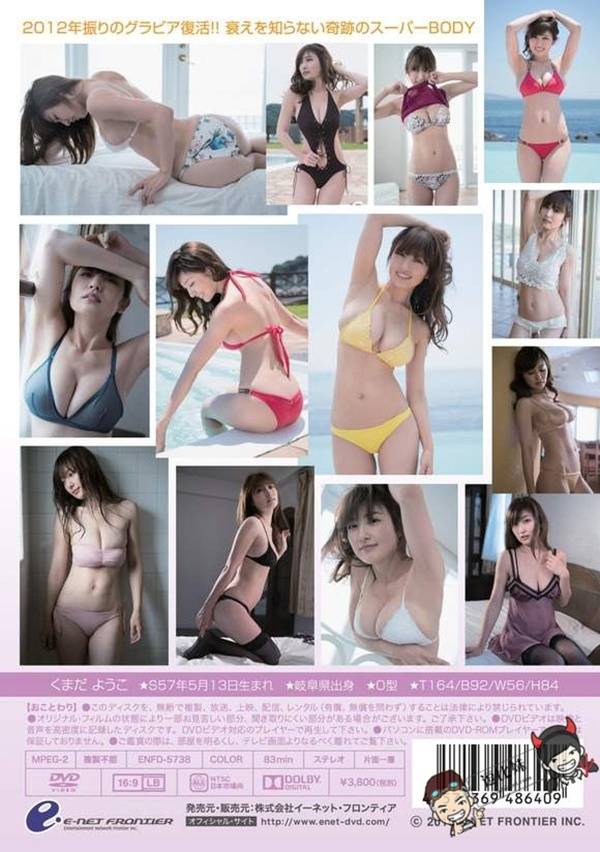 2012年振りのグラビア復活!! 衰えを知らない奇跡のスーパーBODY
くまだ ようこ ★S57年5月13日生まれ ★岐阜県出身 ★O型 ★T164/B92/W56/H84
【おことわり】●このディスクを、無断で複製、放送、上映、配信、レンタル(有償、無償を問わず)することは法律により禁じられています。
●オリジナル・フィルムの状態により一部お見苦しい部分、聞き取りにくい部分がある場合がございます。ご了承下さい。●DVDビデオは映像と
音声を高密度に記録したディスクです。DVDビデオ対応のプレイヤーで再生して下さい。●パソコンに搭載のDVD-ROMプレイヤー
保証しておりません。●ご鑑賞の際は、部屋を明るくし、テレビ画面よりなるべく離れてご覧下さい。
MPEG-2 複製不能 ENFD-5738 COLOR 83min ステレオ 片面一層
DVD VIDEO 16:9 LB ALL NTSC 日本市場向 DOLBY DIGITAL ¥3,800(税別)
369 486409
e-NET FRONTIER
Entertainment Network Frontier Inc.
発売元・販売元:株式会社イーネット・フロンティア
オフィシャル・サイト http://www.enet-dvd.com/
NET FRONTIER INC.